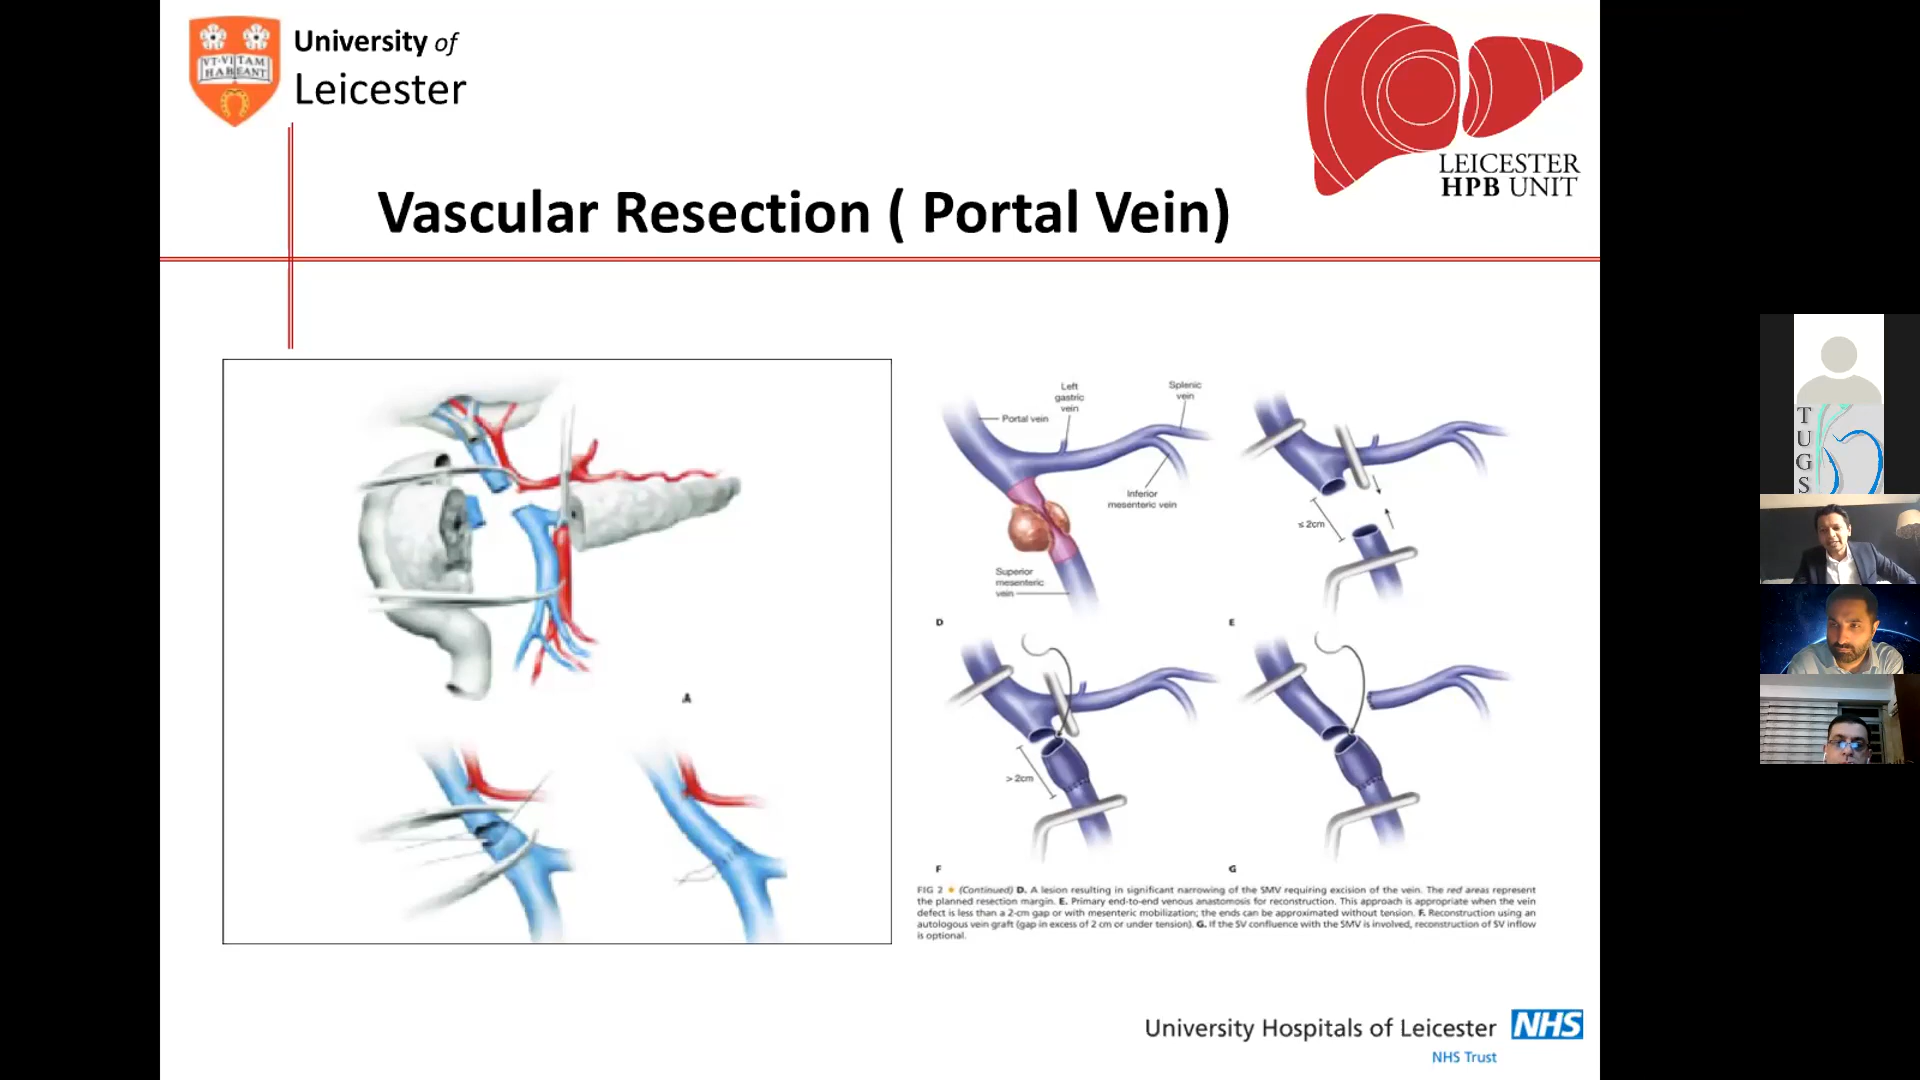 University of
Leicester
VT·VI TAM
HAB EANT
LEICESTER
HPB UNIT
Vascular Resection ( Portal Vein)
A
Left
gastric
vein
Splenic
vein
Portal vein
Inferior
mesenteric vein
Superior
mesenteric
vein
D
≤ 2cm
E
> 2cm
F
G
FIG 2 ● (Continued) D. A lesion resulting in significant narrowing of the SMV requiring excision of the vein. The red areas represent
the planned resection margin. E. Primary end-to-end venous anastomosis for reconstruction. This approach is appropriate when the vein
defect is less than a 2-cm gap or with mesenteric mobilization; the ends can be approximated without tension. F. Reconstruction using an
autologous vein graft (gap in excess of 2 cm or under tension). G. If the SV confluence with the SMV is involved, reconstruction of SV inflow
is optional.
University Hospitals of Leicester NHS
NHS Trust
T
U
G
S